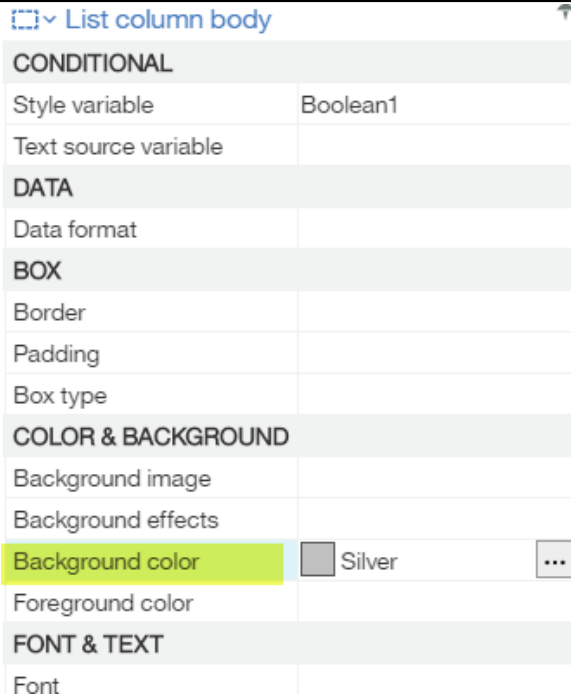 List column body
CONDITIONAL
Style variable Boolean1
Text source variable
DATA
Data format
BOX
Border
Padding
Box type
COLOR & BACKGROUND
Background image
Background effects
Background color Silver ...
Foreground color
FONT & TEXT
Font